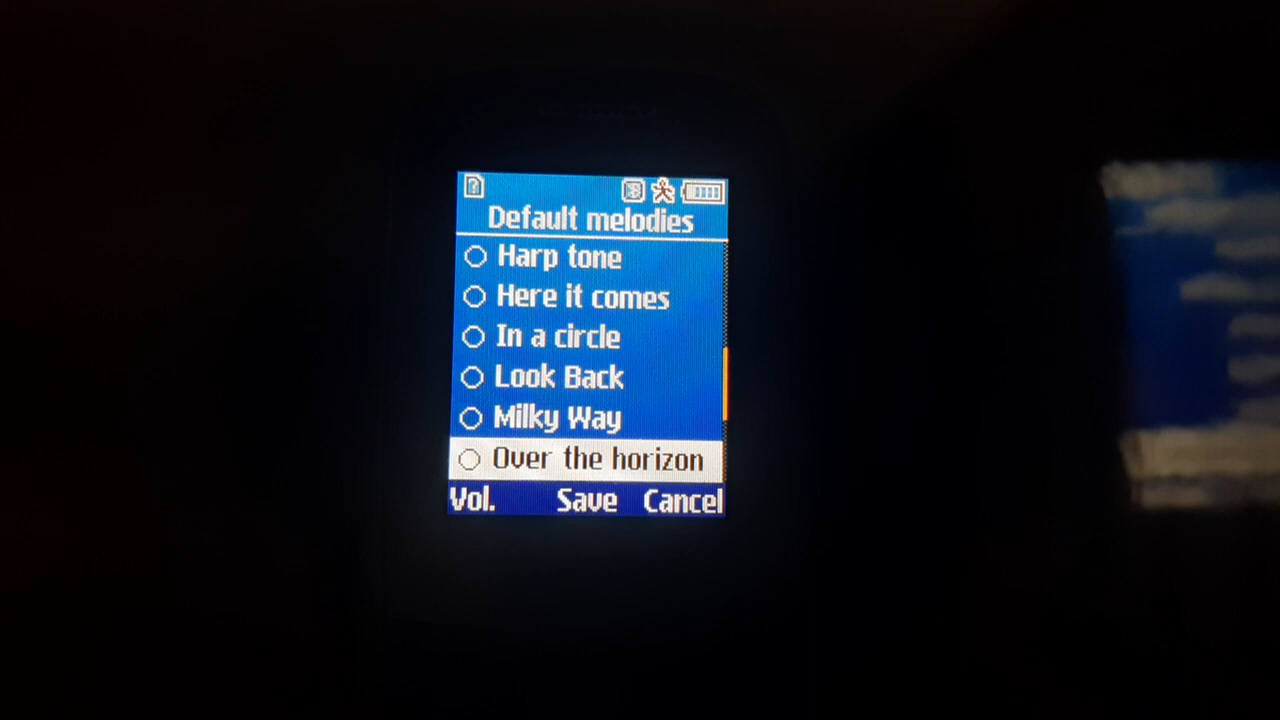 Default melodies
Harp tone
Here it comes
In a circle
Look Back
Milky Way
Over the horizon
Vol. Save Cancel